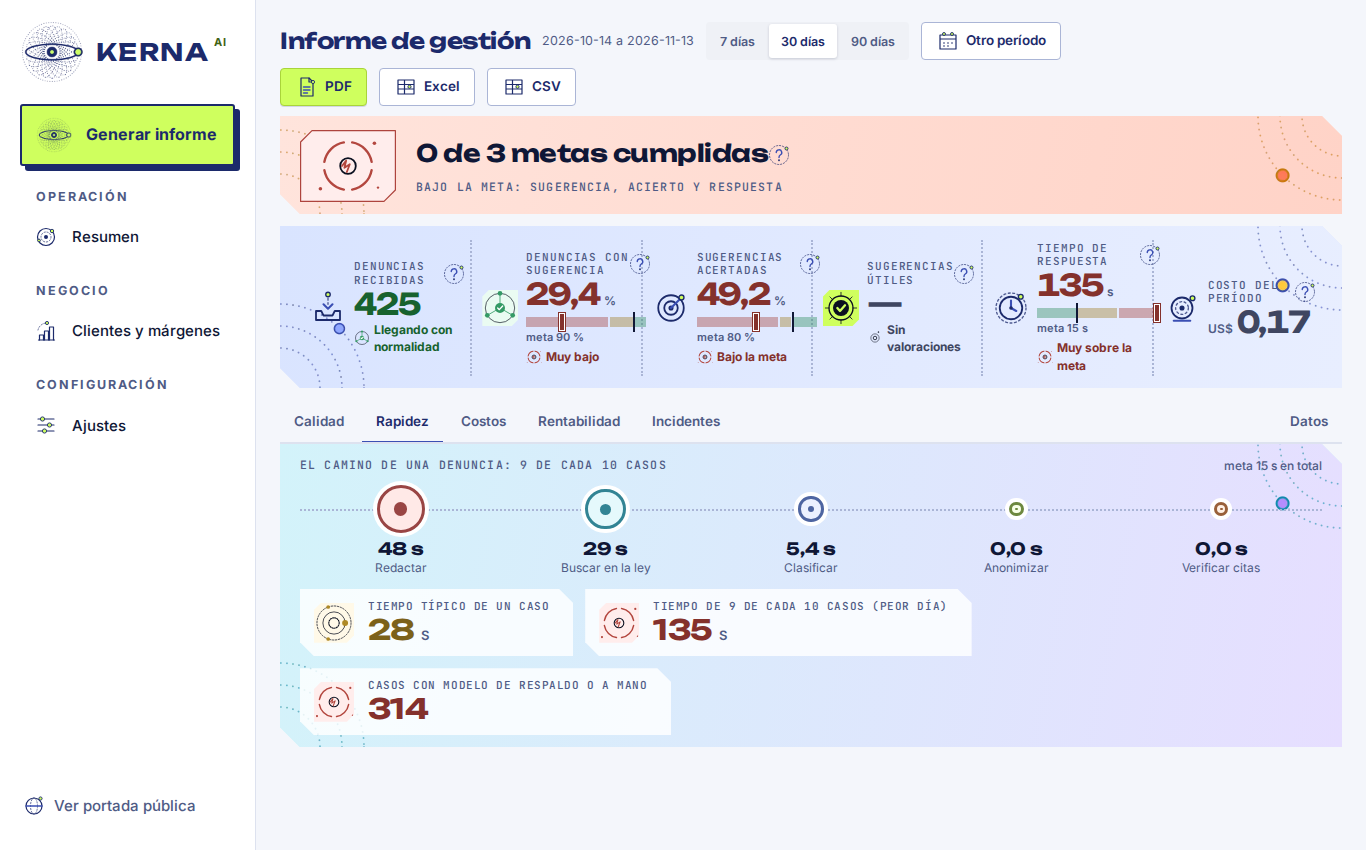 KERNA AI
Generar informe
OPERACIÓN
Resumen
NEGOCIO
Clientes y márgenes
CONFIGURACIÓN
Ajustes
Ver portada pública
Informe de gestión 2026-10-14 a 2026-11-13 7 días 30 días 90 días Otro período
PDF Excel CSV
0 de 3 metas cumplidas ?
BAJO LA META: SUGERENCIA, ACIERTO Y RESPUESTA
DENUNCIAS
RECIBIDAS ?
425
Llegando con
normalidad
DENUNCIAS CON
SUGERENCIA ?
29,4 %
meta 90 %
Muy bajo
SUGERENCIAS
ACERTADAS ?
49,2 %
meta 80 %
Bajo la meta
SUGERENCIAS
ÚTILES ?
—
Sin
valoraciones
TIEMPO DE
RESPUESTA ?
135 s
meta 15 s
Muy sobre la
meta
COSTO DEL
PERÍODO ?
US$ 0,17
Calidad Rapidez Costos Rentabilidad Incidentes Datos
EL CAMINO DE UNA DENUNCIA: 9 DE CADA 10 CASOS meta 15 s en total
48 s 29 s 5,4 s 0,0 s 0,0 s
Redactar Buscar en la ley Clasificar Anonimizar Verificar citas
TIEMPO TÍPICO DE UN CASO
28 s
TIEMPO DE 9 DE CADA 10 CASOS (PEOR DÍA)
135 s
CASOS CON MODELO DE RESPALDO O A MANO
314